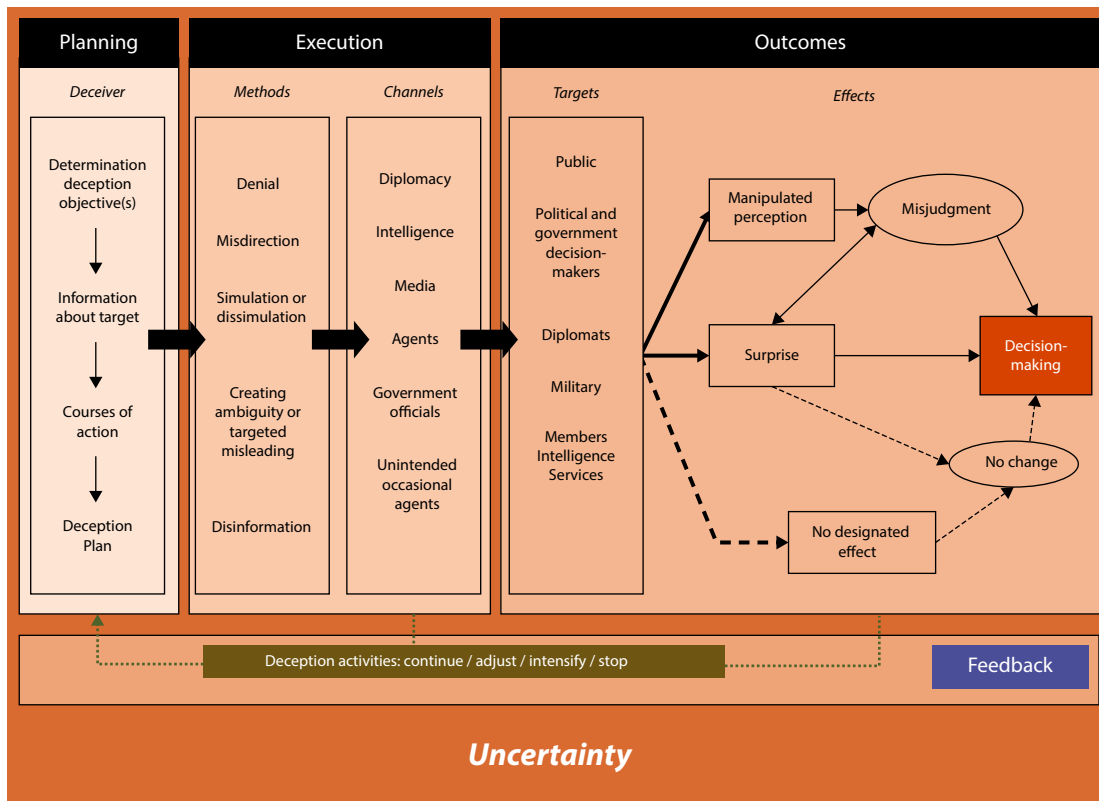 Planning
Execution
Outcomes
Deceiver
Methods
Channels
Targets
Effects
Determination
deception
objective(s)
Information
about target
Courses of
action
Deception
Plan
Denial
Misdirection
Simulation or
dissimulation
Creating
ambiguity or
targeted
misleading
Disinformation
Diplomacy
Intelligence
Media
Agents
Government
officials
Unintended
occasional
agents
Public
Political and
government
decision-
makers
Diplomats
Military
Members
Intelligence
Services
Manipulated
perception
Misjudgment
Surprise
Decision-
making
No change
No designated
effect
Deception activities: continue / adjust / intensify / stop
Feedback
Uncertainty